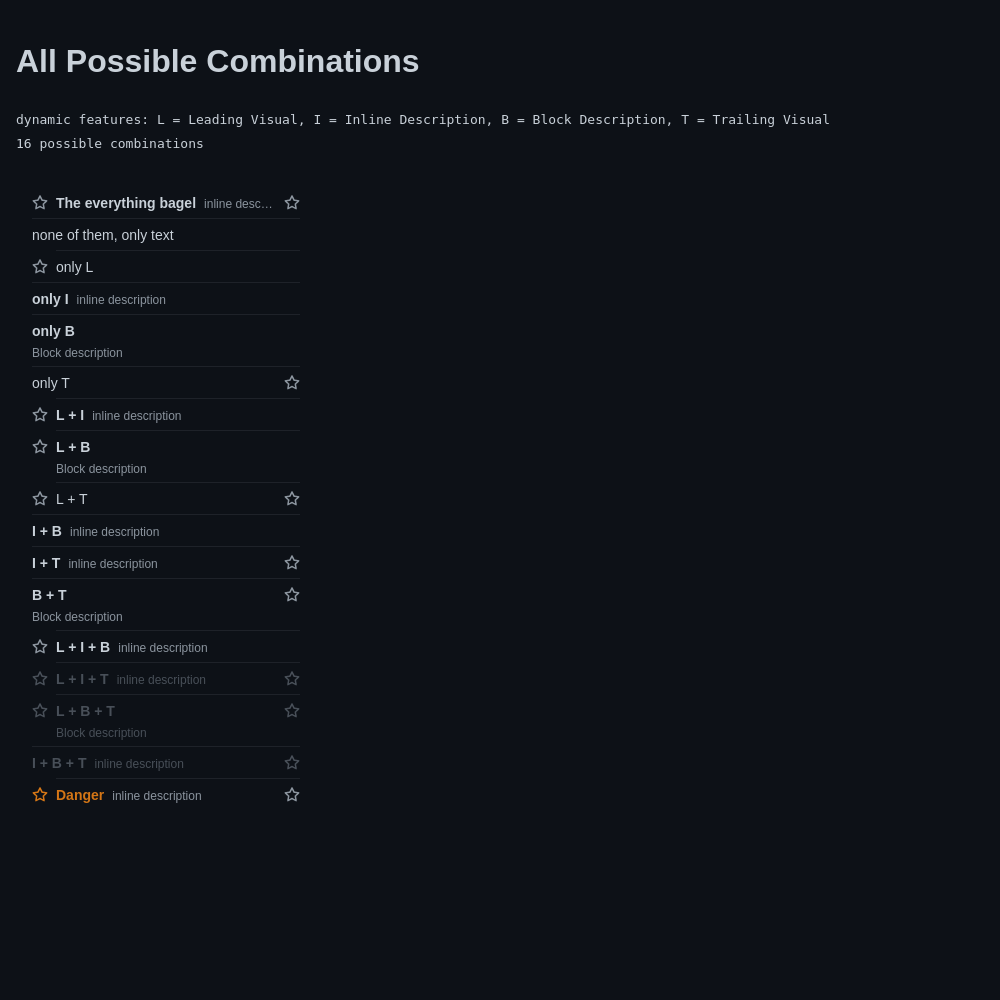 All Possible Combinations
dynamic features: L = Leading Visual, I = Inline Description, B = Block Description, T = Trailing Visual
16 possible combinations
The everything bagel inline desc…
none of them, only text
only L
only I inline description
only B
Block description
only T
L + I inline description
L + B
Block description
L + T
I + B inline description
I + T inline description
B + T
Block description
L + I + B inline description
L + I + T inline description
L + B + T
Block description
I + B + T inline description
Danger inline description